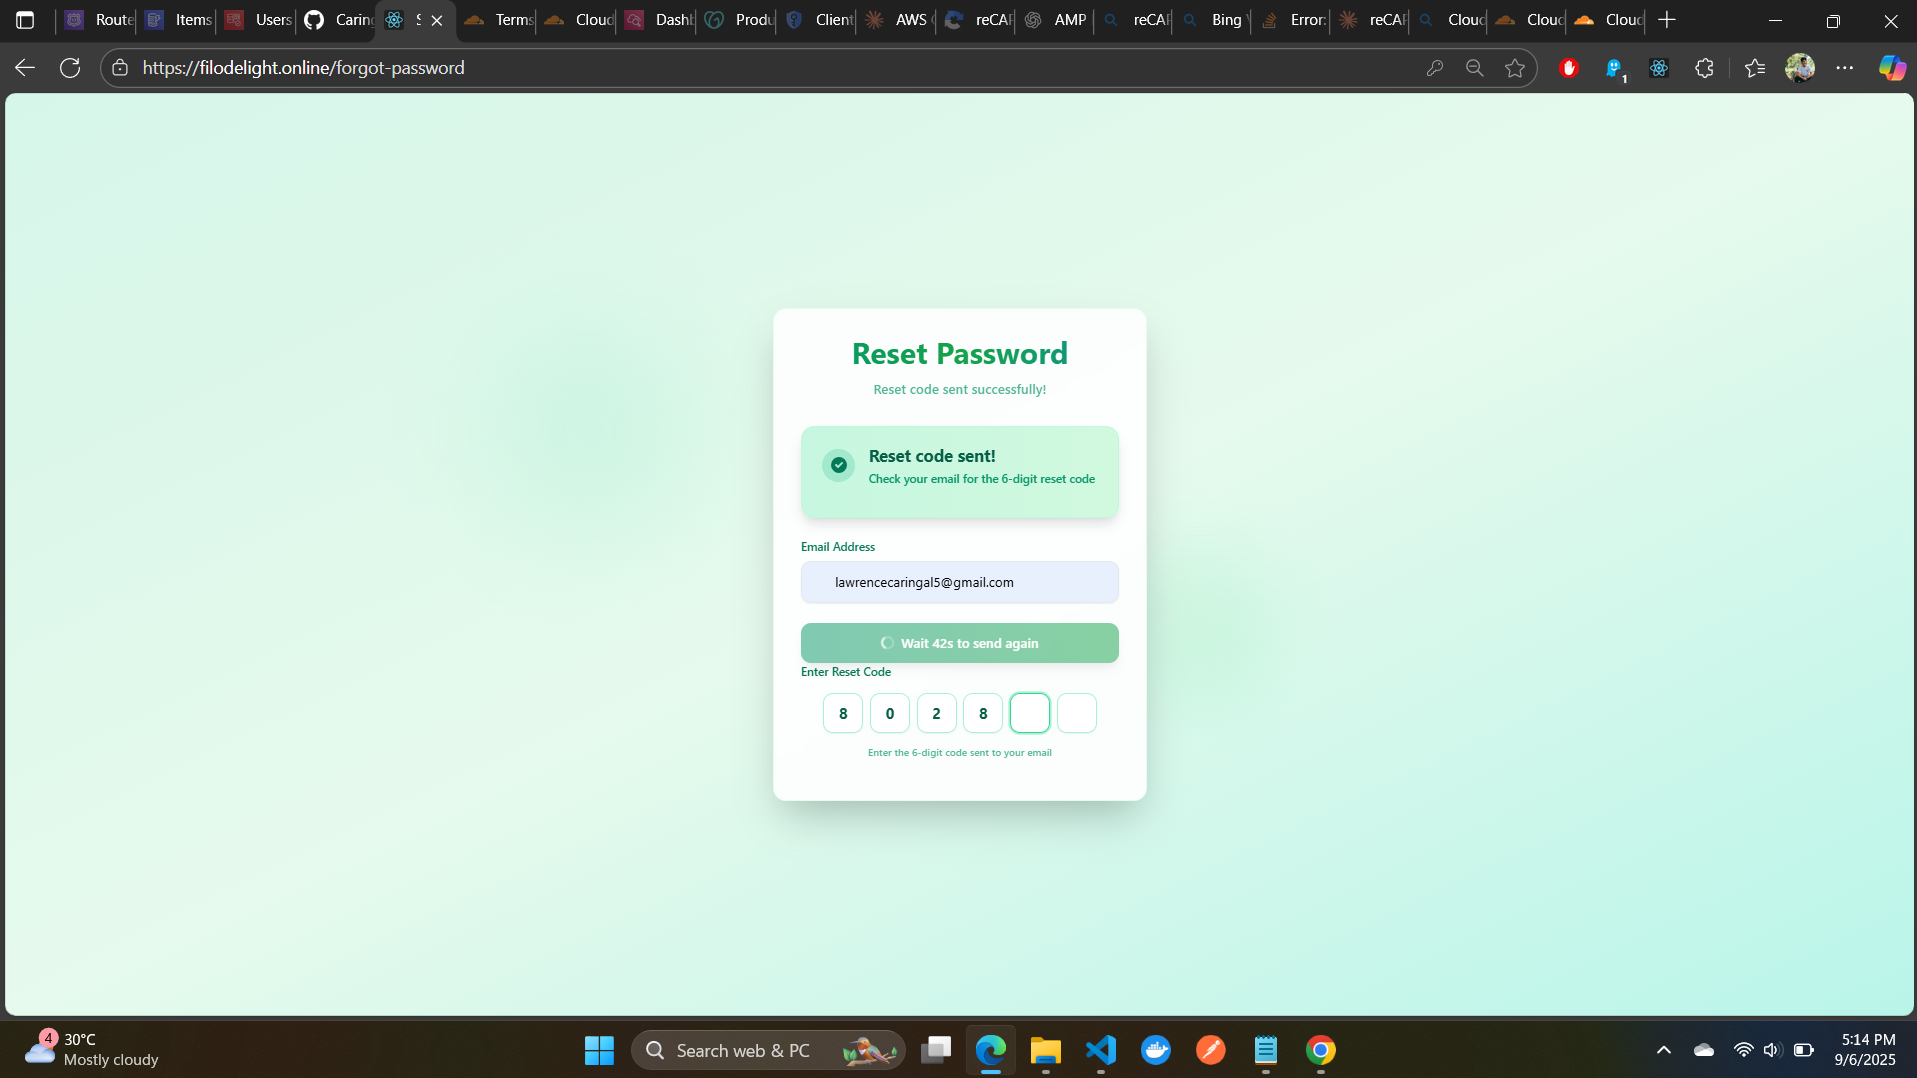 Route
Items
Users
Carin
S
Terms
Cloud
Dashb
Produ
Client
AWS
reCAP
AMP
reCAP
Bing
Error:
reCAP
Cloud
Cloud
Cloud
https://filodelight.online/forgot-password
1
Reset Password
Reset code sent successfully!
Reset code sent!
Check your email for the 6-digit reset code
Email Address
lawrencecaringal5@gmail.com
Wait 42s to send again
Enter Reset Code
8 0 2 8
Enter the 6-digit code sent to your email
4
30°C
Mostly cloudy
Search web & PC
5:14 PM
9/6/2025